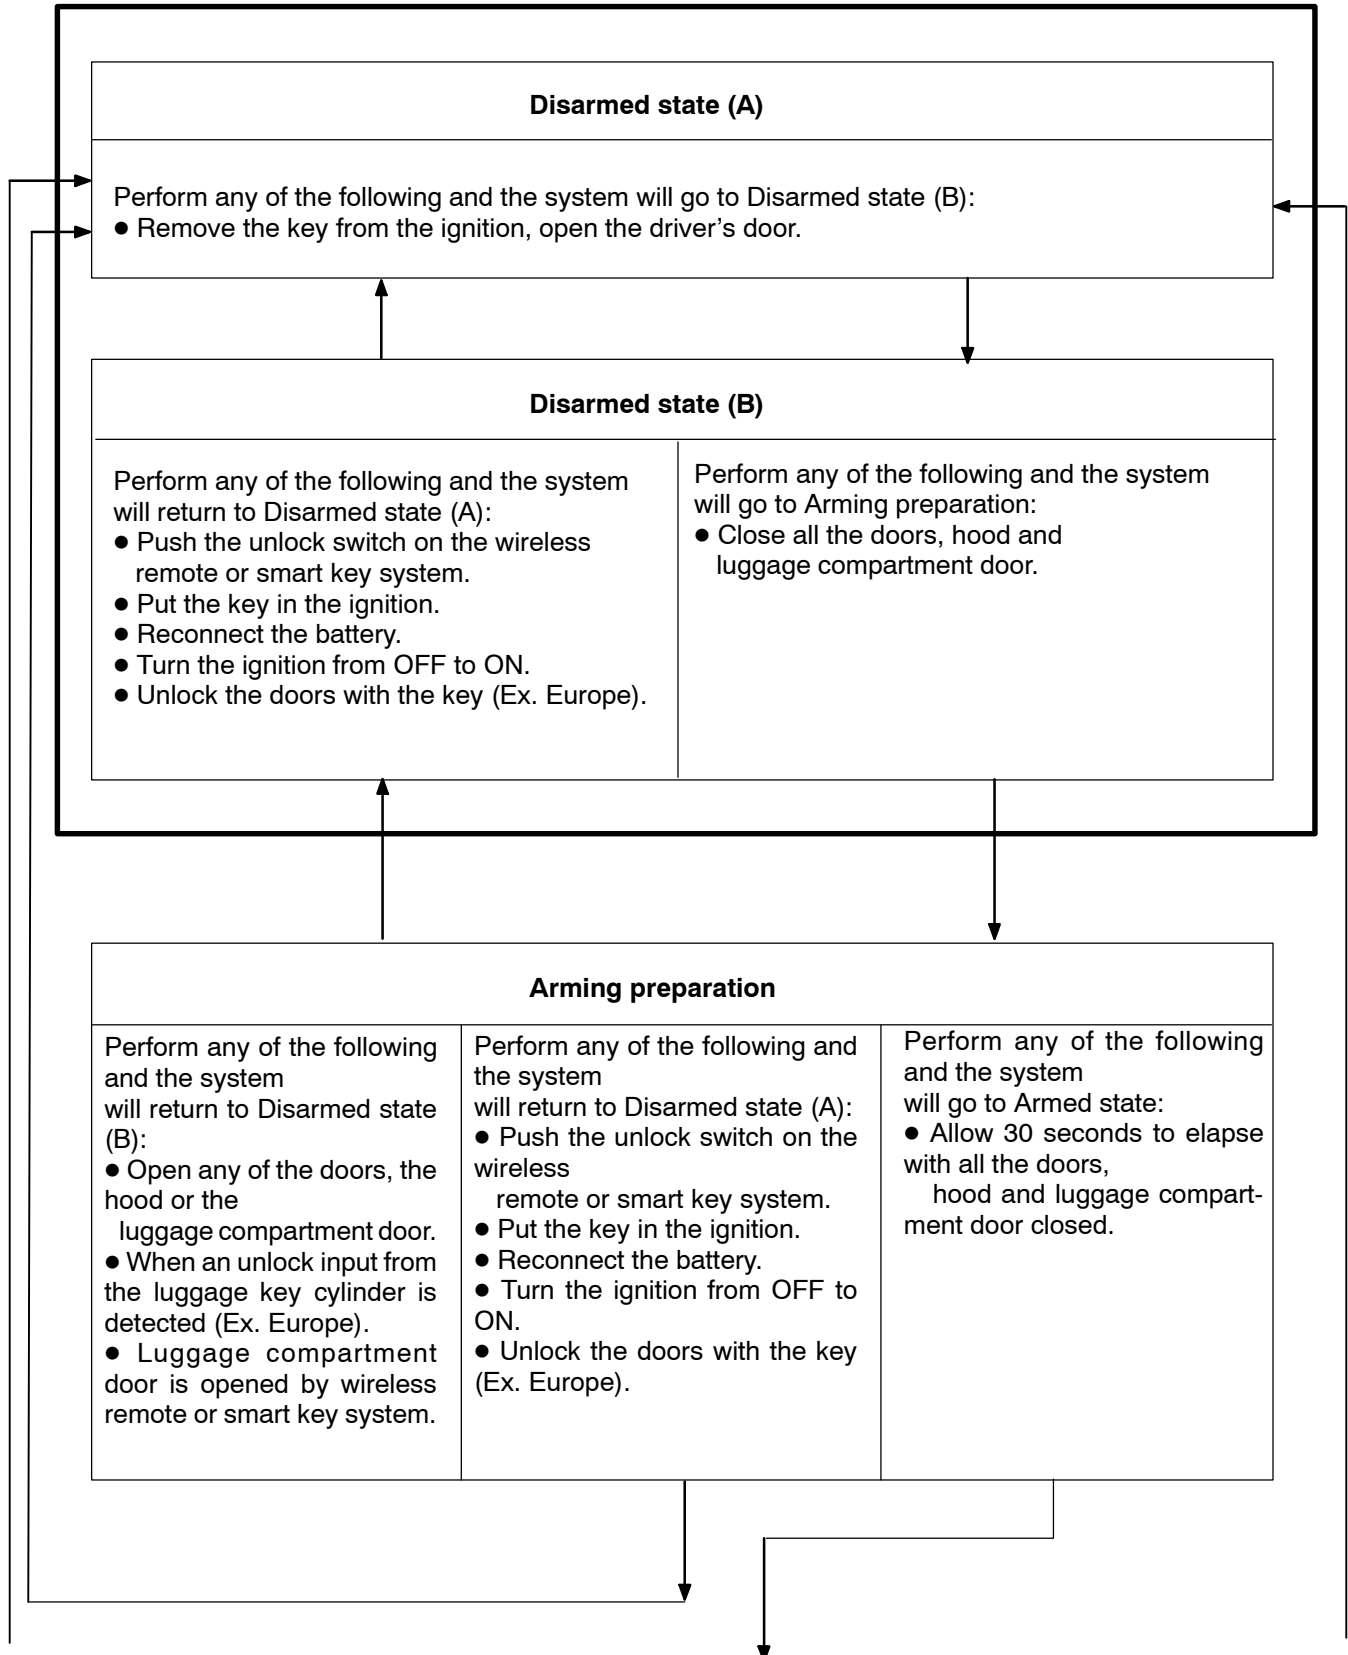 Disarmed state (A)
Perform any of the following and the system will go to Disarmed state (B):
● Remove the key from the ignition, open the driver's door.
Disarmed state (B)
Perform any of the following and the system
will return to Disarmed state (A):
● Push the unlock switch on the wireless
remote or smart key system.
● Put the key in the ignition.
● Reconnect the battery.
● Turn the ignition from OFF to ON.
● Unlock the doors with the key (Ex. Europe).
Perform any of the following and the system
will go to Arming preparation:
● Close all the doors, hood and
luggage compartment door.
Arming preparation
Perform any of the following
and the system
will return to Disarmed state
(B):
● Open any of the doors, the
hood or the
luggage compartment door.
● When an unlock input from
the luggage key cylinder is
detected (Ex. Europe).
● Luggage compartment
door is opened by wireless
remote or smart key system.
Perform any of the following and
the system
will return to Disarmed state (A):
● Push the unlock switch on the
wireless
remote or smart key system.
● Put the key in the ignition.
● Reconnect the battery.
● Turn the ignition from OFF to
ON.
● Unlock the doors with the key
(Ex. Europe).
Perform any of the following
and the system
will go to Armed state:
● Allow 30 seconds to elapse
with all the doors,
hood and luggage compart-
ment door closed.